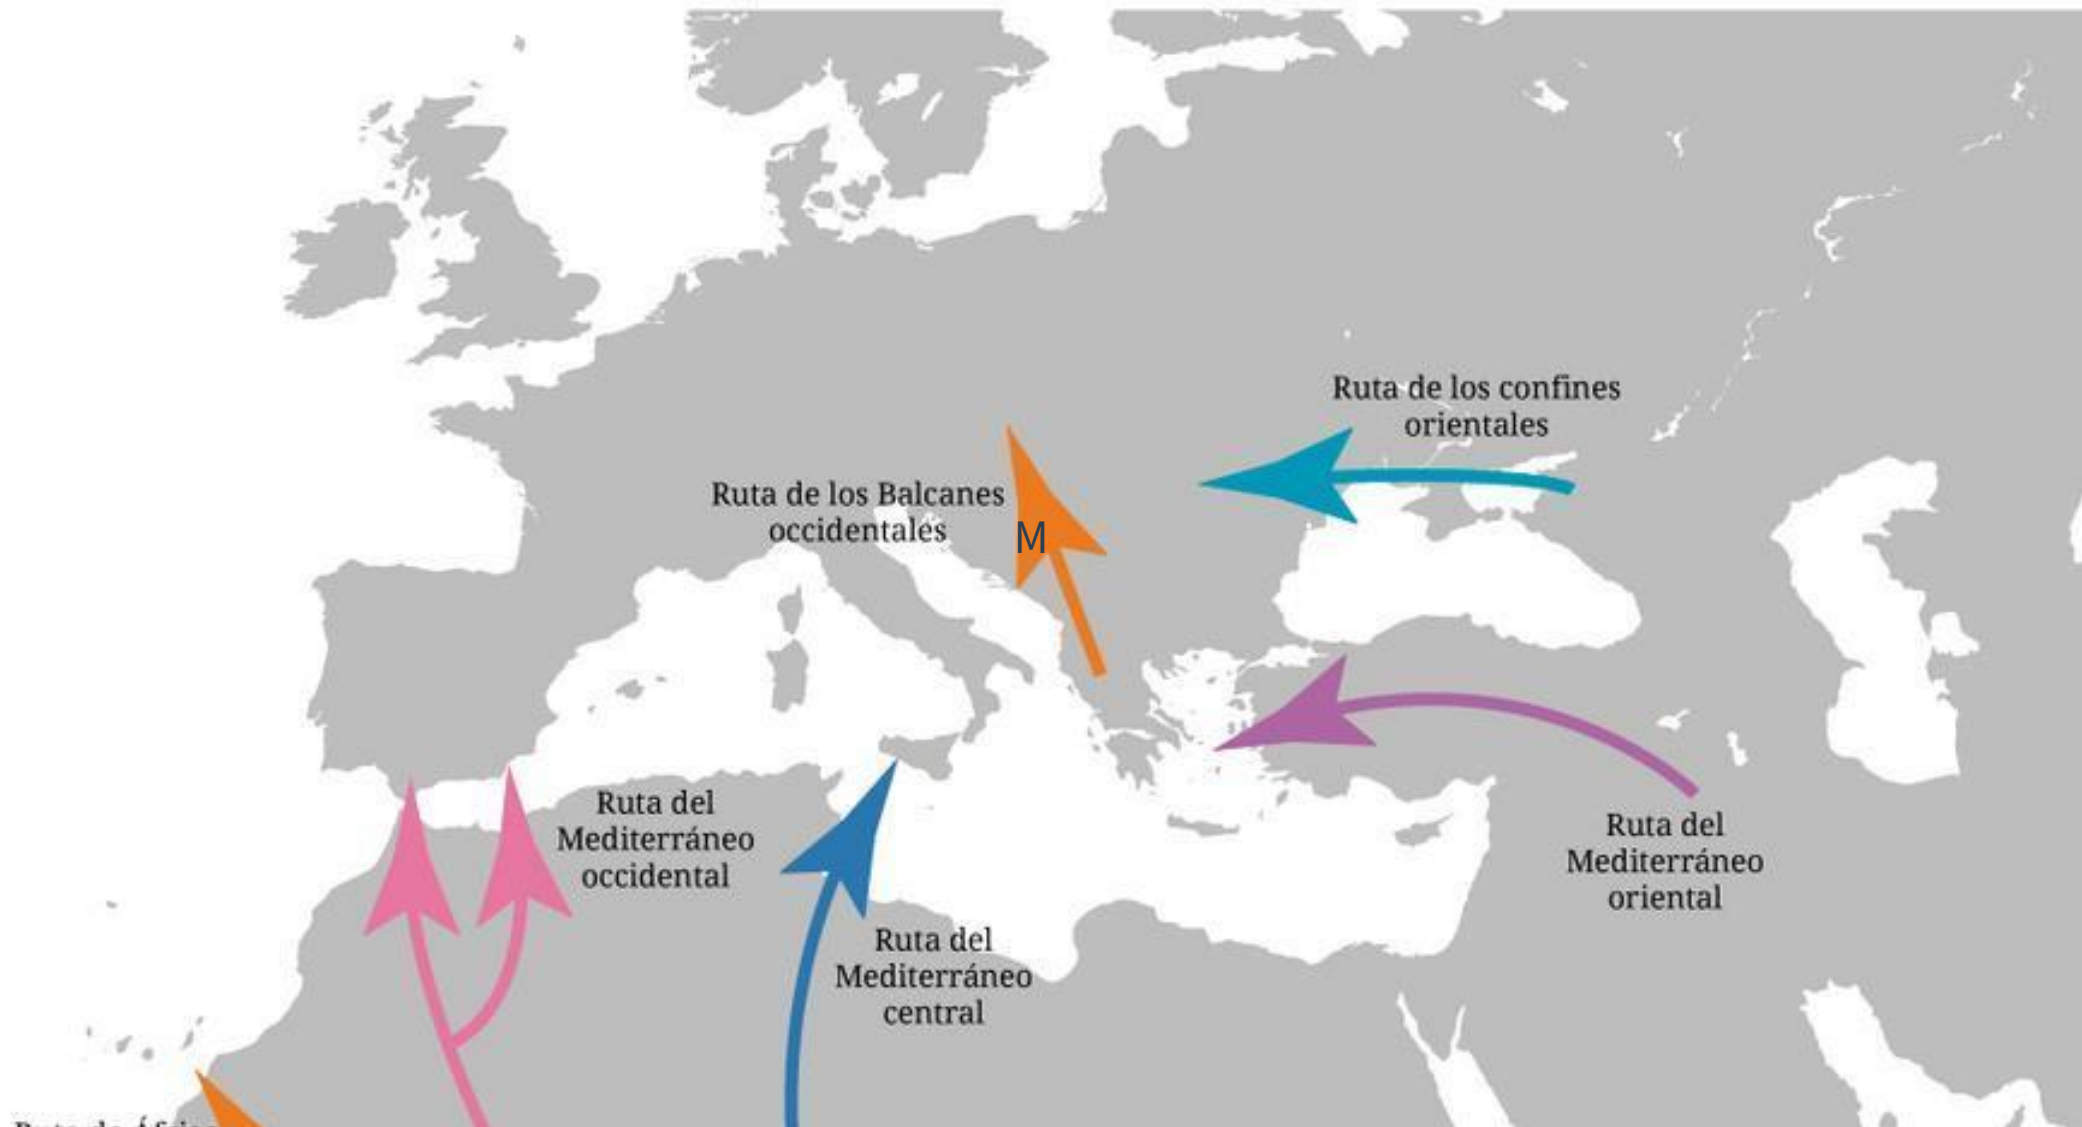 Ruta de los confines
orientales
Ruta de los Balcanes
occidentales
M
Ruta del
Mediterráneo
occidental
Ruta del
Mediterráneo
oriental
Ruta del
Mediterráneo
central